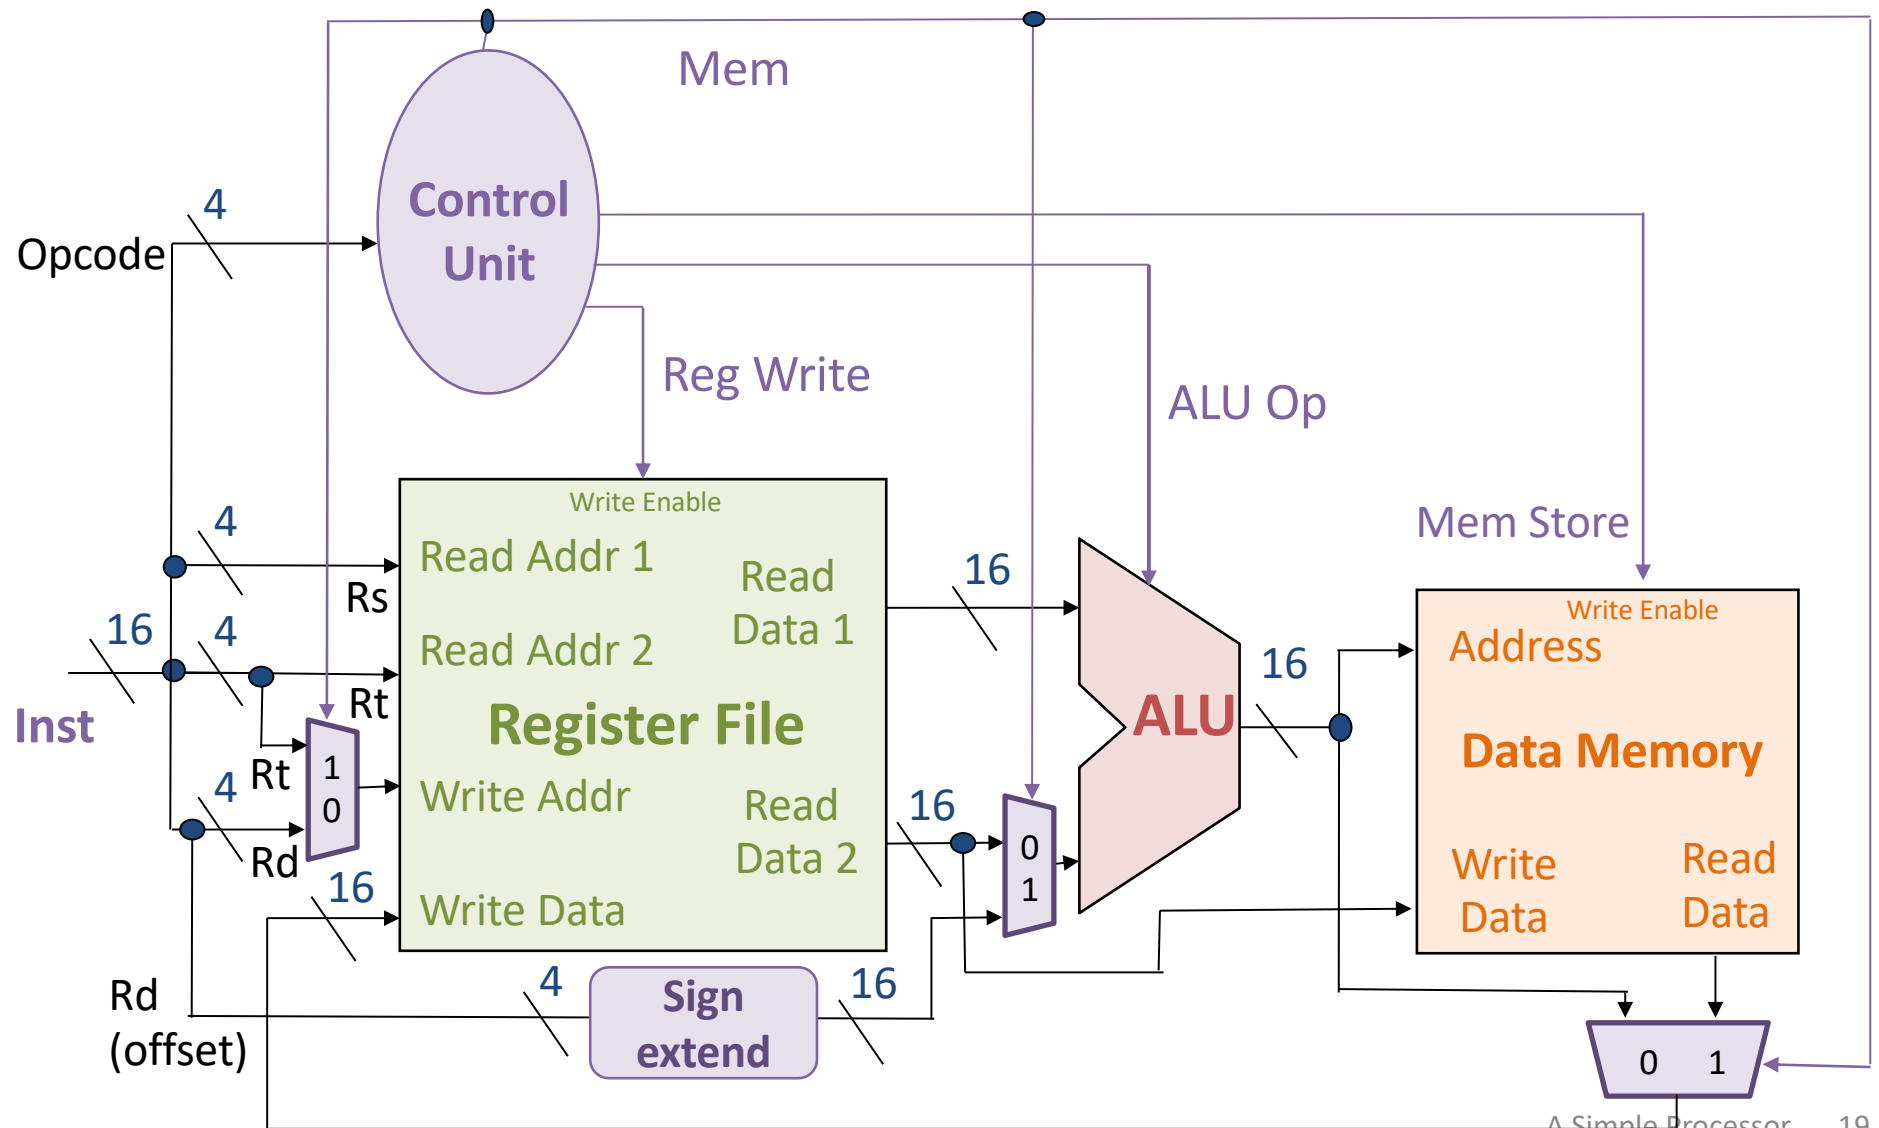 Mem
Control
Unit
4
Opcode
Reg Write
ALU Op
Write Enable
Mem Store
4
Read Addr 1
Read
Data 1
16
Rs
Write Enable
16
4
Read Addr 2
Address
16
Rt
Inst
Register File
ALU
Data Memory
Rt
1
0
4
Write Addr
Read
Data 2
16
Rd
0
1
Write
Data
Read
Data
16
Write Data
Rd
(offset)
4
Sign
extend
16
0 1
A Simple Processor 19